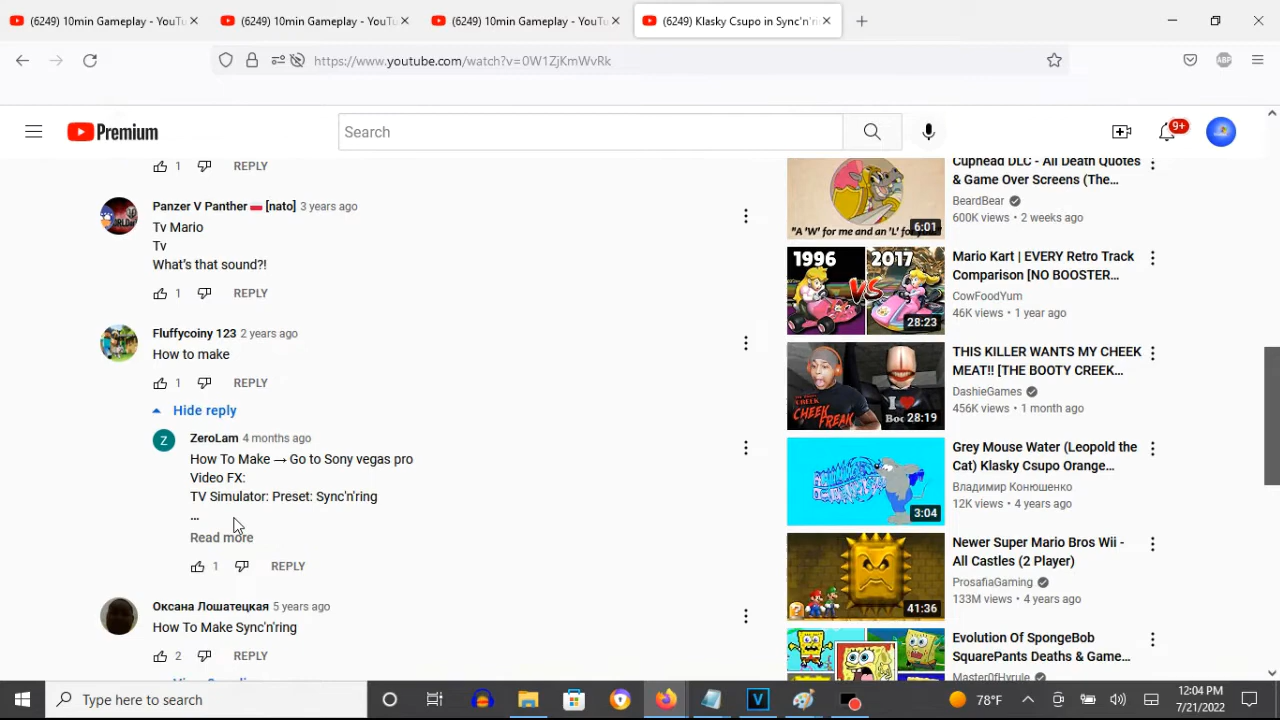 (6249) 10min Gameplay - YouTu
(6249) 10min Gameplay - YouTu
(6249) 10min Gameplay - YouTu
(6249) Klasky Csupo in Sync'n'ri
https://www.youtube.com/watch?v=0W1ZjKmWvRk
ABP
Premium
Search
9+
1 REPLY
Panzer V Panther [nato] 3 years ago
Tv Mario
Tv
What's that sound?!
1 REPLY
Fluffycoiny 123 2 years ago
How to make
1 REPLY
Hide reply
Z
ZeroLam 4 months ago
How To Make → Go to Sony vegas pro
Video FX:
TV Simulator: Preset: Sync'n'ring
...
Read more
1 REPLY
Оксана Лошатецкая 5 years ago
How To Make Sync'n'ring
2 REPLY
"A 'W' for me and an 'L' for
6:01
Cuphead DLC - All Death Quotes
& Game Over Screens (The...
BeardBear
600K views • 2 weeks ago
1996 VS 2017
28:23
Mario Kart | EVERY Retro Track
Comparison [NO BOOSTER...
CowFoodYum
46K views • 1 year ago
CREEK
CHEEK
FREAK
I
28:19
THIS KILLER WANTS MY CHEEK
MEAT!! [THE BOOTY CREEK...
DashieGames
456K views • 1 month ago
3:04
Grey Mouse Water (Leopold the
Cat) Klasky Csupo Orange...
Владимир Конюшенко
12K views • 4 years ago
41:36
Newer Super Mario Bros Wii -
All Castles (2 Player)
ProsafiaGaming
133M views • 4 years ago
Evolution Of SpongeBob
SquarePants Deaths & Game...
MasterOfHyrule
Type here to search
V
78°F
12:04 PM
7/21/2022